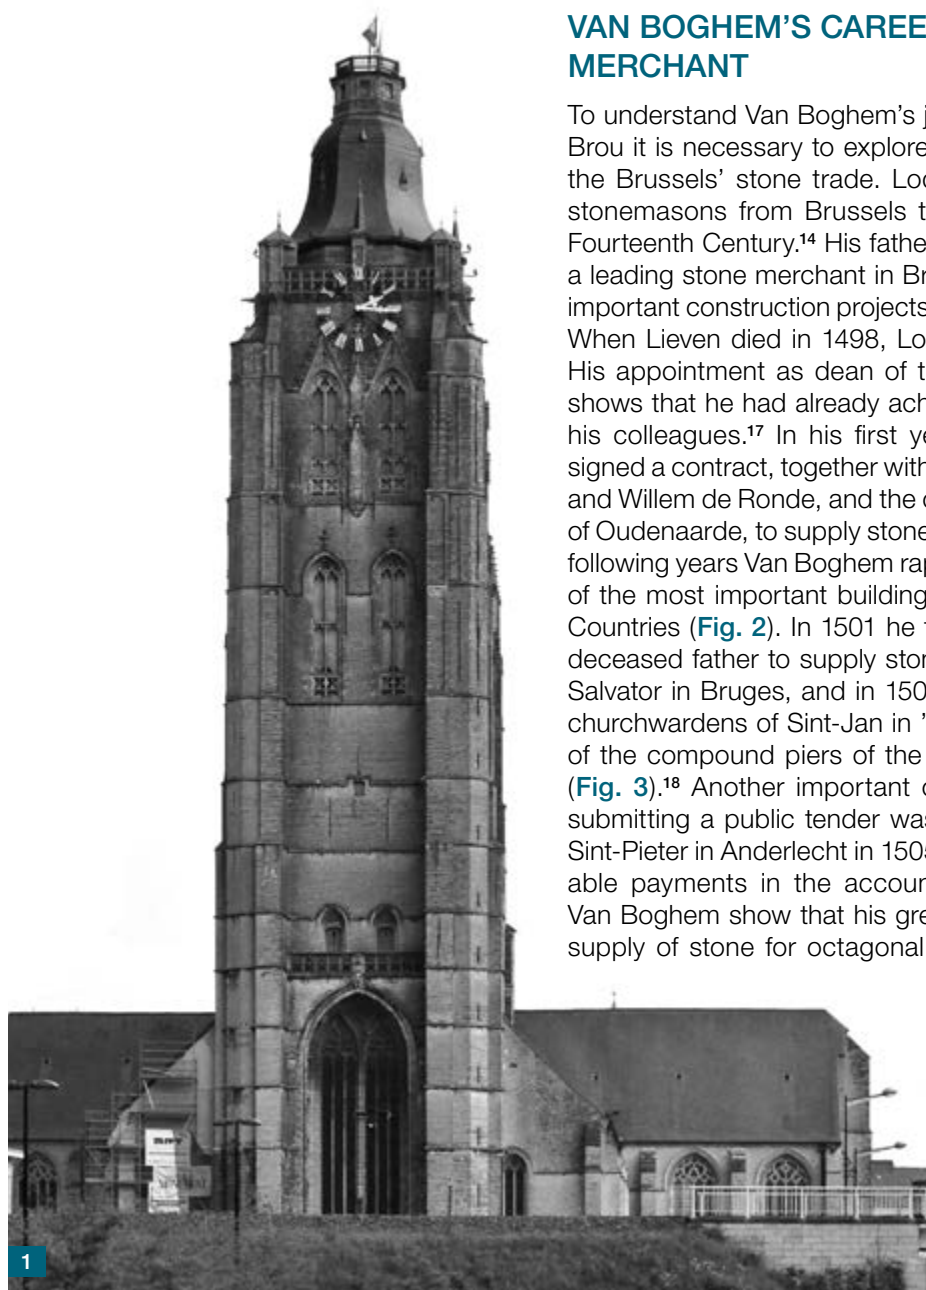 VAN BOGHEM’S CAREE
MERCHANT
To understand Van Boghem’s j
Brou it is necessary to explore
the Brussels’ stone trade. Loc
stonemasons from Brussels t
Fourteenth Century.¹⁴ His fathe
a leading stone merchant in Br
important construction projects
When Lieven died in 1498, Lo
His appointment as dean of t
shows that he had already ach
his colleagues.¹⁷ In his first ye
signed a contract, together with
and Willem de Ronde, and the c
of Oudenaarde, to supply stone
following years Van Boghem rap
of the most important building
Countries (Fig. 2). In 1501 he t
deceased father to supply ston
Salvator in Bruges, and in 150
churchwardens of Sint-Jan in ’
of the compound piers of the
(Fig. 3).¹⁸ Another important c
submitting a public tender was
Sint-Pieter in Anderlecht in 1505
able payments in the accoun
Van Boghem show that his gre
supply of stone for octagonal
1